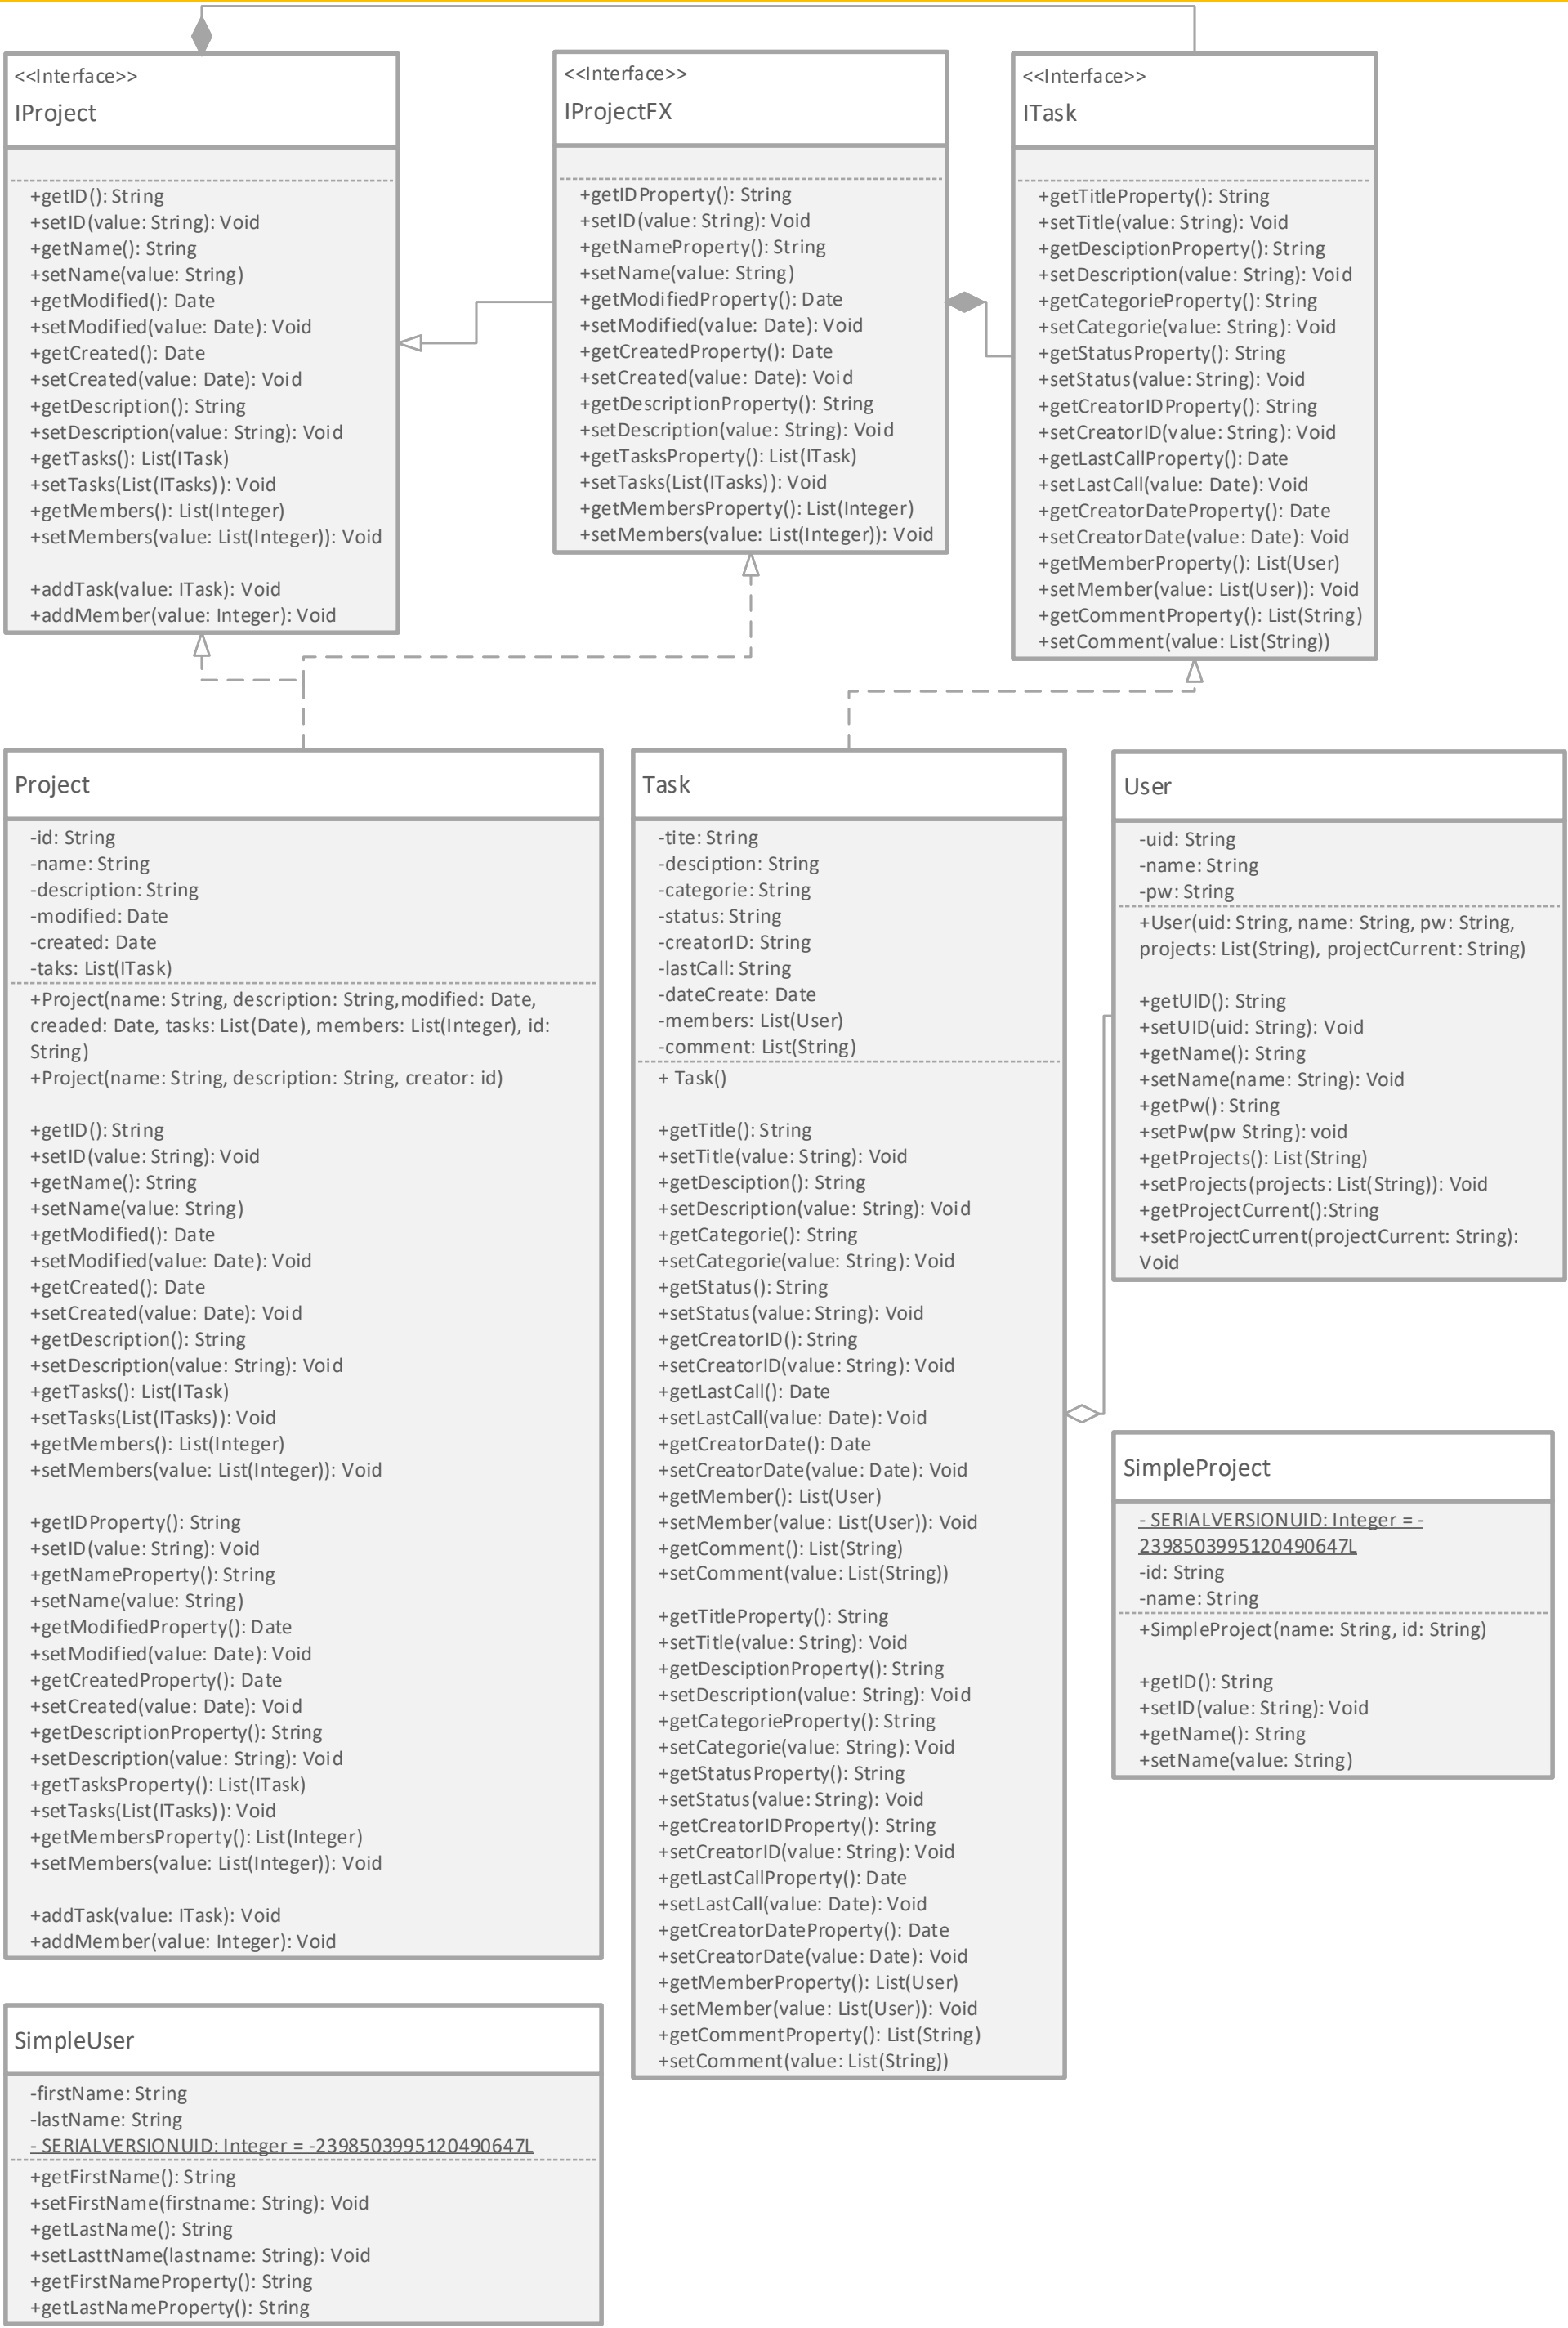 <<Interface>>
IProject
+getID(): String
+setID(value: String): Void
+getName(): String
+setName(value: String)
+getModified(): Date
+setModified(value: Date): Void
+getCreated(): Date
+setCreated(value: Date): Void
+getDescription(): String
+setDescription(value: String): Void
+getTasks(): List(ITask)
+setTasks(List(ITasks)): Void
+getMembers(): List(Integer)
+setMembers(value: List(Integer)): Void
+addTask(value: ITask): Void
+addMember(value: Integer): Void
<<Interface>>
IProjectFX
+getIDProperty(): String
+setID(value: String): Void
+getNameProperty(): String
+setName(value: String)
+getModifiedProperty(): Date
+setModified(value: Date): Void
+getCreatedProperty(): Date
+setCreated(value: Date): Void
+getDescriptionProperty(): String
+setDescription(value: String): Void
+getTasksProperty(): List(ITask)
+setTasks(List(ITasks)): Void
+getMembersProperty(): List(Integer)
+setMembers(value: List(Integer)): Void
<<Interface>>
ITask
+getTitleProperty(): String
+setTitle(value: String): Void
+getDesciptionProperty(): String
+setDescription(value: String): Void
+getCategorieProperty(): String
+setCategorie(value: String): Void
+getStatusProperty(): String
+setStatus(value: String): Void
+getCreatorIDProperty(): String
+setCreatorID(value: String): Void
+getLastCallProperty(): Date
+setLastCall(value: Date): Void
+getCreatorDateProperty(): Date
+setCreatorDate(value: Date): Void
+getMemberProperty(): List(User)
+setMember(value: List(User)): Void
+getCommentProperty(): List(String)
+setComment(value: List(String))
Project
-id: String
-name: String
-description: String
-modified: Date
-created: Date
-taks: List(ITask)
+Project(name: String, description: String,modified: Date,
creaded: Date, tasks: List(Date), members: List(Integer), id:
String)
+Project(name: String, description: String, creator: id)
+getID(): String
+setID(value: String): Void
+getName(): String
+setName(value: String)
+getModified(): Date
+setModified(value: Date): Void
+getCreated(): Date
+setCreated(value: Date): Void
+getDescription(): String
+setDescription(value: String): Void
+getTasks(): List(ITask)
+setTasks(List(ITasks)): Void
+getMembers(): List(Integer)
+setMembers(value: List(Integer)): Void
+getIDProperty(): String
+setID(value: String): Void
+getNameProperty(): String
+setName(value: String)
+getModifiedProperty(): Date
+setModified(value: Date): Void
+getCreatedProperty(): Date
+setCreated(value: Date): Void
+getDescriptionProperty(): String
+setDescription(value: String): Void
+getTasksProperty(): List(ITask)
+setTasks(List(ITasks)): Void
+getMembersProperty(): List(Integer)
+setMembers(value: List(Integer)): Void
+addTask(value: ITask): Void
+addMember(value: Integer): Void
Task
-tite: String
-desciption: String
-categorie: String
-status: String
-creatorID: String
-lastCall: String
-dateCreate: Date
-members: List(User)
-comment: List(String)
+ Task()
+getTitle(): String
+setTitle(value: String): Void
+getDesciption(): String
+setDescription(value: String): Void
+getCategorie(): String
+setCategorie(value: String): Void
+getStatus(): String
+setStatus(value: String): Void
+getCreatorID(): String
+setCreatorID(value: String): Void
+getLastCall(): Date
+setLastCall(value: Date): Void
+getCreatorDate(): Date
+setCreatorDate(value: Date): Void
+getMember(): List(User)
+setMember(value: List(User)): Void
+getComment(): List(String)
+setComment(value: List(String))
+getTitleProperty(): String
+setTitle(value: String): Void
+getDesciptionProperty(): String
+setDescription(value: String): Void
+getCategorieProperty(): String
+setCategorie(value: String): Void
+getStatusProperty(): String
+setStatus(value: String): Void
+getCreatorIDProperty(): String
+setCreatorID(value: String): Void
+getLastCallProperty(): Date
+setLastCall(value: Date): Void
+getCreatorDateProperty(): Date
+setCreatorDate(value: Date): Void
+getMemberProperty(): List(User)
+setMember(value: List(User)): Void
+getCommentProperty(): List(String)
+setComment(value: List(String))
User
-uid: String
-name: String
-pw: String
+User(uid: String, name: String, pw: String,
projects: List(String), projectCurrent: String)
+getUID(): String
+setUID(uid: String): Void
+getName(): String
+setName(name: String): Void
+getPw(): String
+setPw(pw String): void
+getProjects(): List(String)
+setProjects(projects: List(String)): Void
+getProjectCurrent():String
+setProjectCurrent(projectCurrent: String):
Void
SimpleProject
- SERIALVERSIONUID: Integer = -
2398503995120490647L
-id: String
-name: String
+SimpleProject(name: String, id: String)
+getID(): String
+setID(value: String): Void
+getName(): String
+setName(value: String)
SimpleUser
-firstName: String
-lastName: String
- SERIALVERSIONUID: Integer = -2398503995120490647L
+getFirstName(): String
+setFirstName(firstname: String): Void
+getLastName(): String
+setLasttName(lastname: String): Void
+getFirstNameProperty(): String
+getLastNameProperty(): String